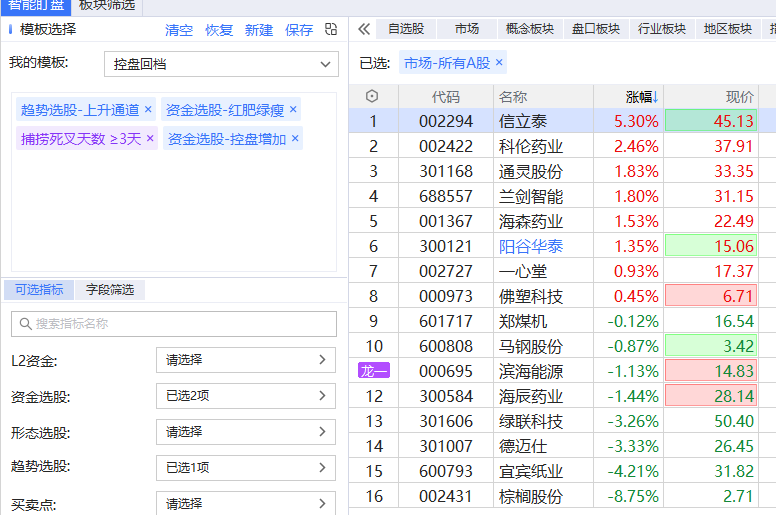 智能盯盘 板块筛选
模板选择 清空 恢复 新建 保存
我的模板: 控盘回档
趋势选股-上升通道 × 资金选股-红肥绿瘦 ×
捕捞死叉天数 ≥3天 × 资金选股-控盘增加 ×
可选指标 字段筛选
搜索指标名称
L2资金: 请选择
资金选股: 已选2项
形态选股: 请选择
趋势选股: 已选1项
买卖点: 请选择
自选股 市场 概念板块 盘口板块 行业板块 地区板块
已选: 市场-所有A股 ×
代码 名称 涨幅↓ 现价
1 002294 信立泰 5.30% 45.13
2 002422 科伦药业 2.46% 37.91
3 301168 通灵股份 1.83% 33.35
4 688557 兰剑智能 1.80% 31.15
5 001367 海森药业 1.53% 22.49
6 300121 阳谷华泰 1.35% 15.06
7 002727 一心堂 0.93% 17.37
8 000973 佛塑科技 0.45% 6.71
9 601717 郑煤机 -0.12% 16.54
10 600808 马钢股份 -0.87% 3.42
龙一 000695 滨海能源 -1.13% 14.83
12 300584 海辰药业 -1.44% 28.14
13 301606 绿联科技 -3.26% 50.40
14 301007 德迈仕 -3.33% 26.45
15 600793 宜宾纸业 -4.21% 31.82
16 002431 棕榈股份 -8.75% 2.71